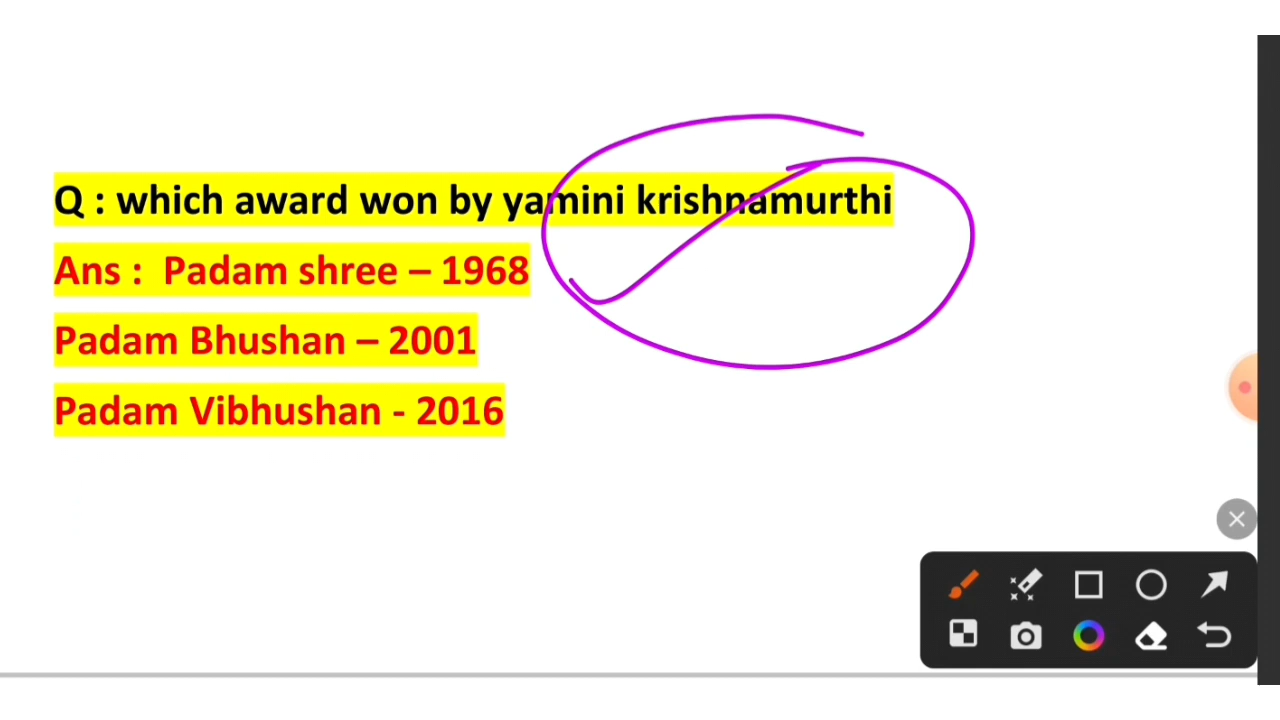 Q : which award won by yamini krishnamurthi
Ans :  Padam shree – 1968
Padam Bhushan – 2001
Padam Vibhushan - 2016